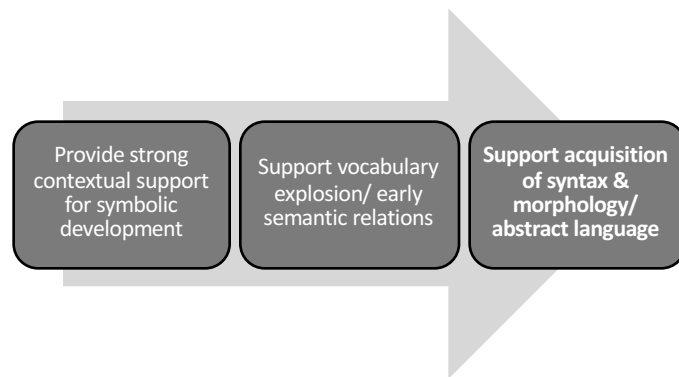 Provide strong
contextual support
for symbolic
development
Support vocabulary
explosion/ early
semantic relations
Support acquisition
of syntax &
morphology/
abstract language